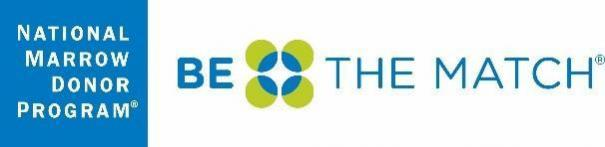 NATIONAL
MARROW
DONOR
PROGRAM®
BE THE MATCH®